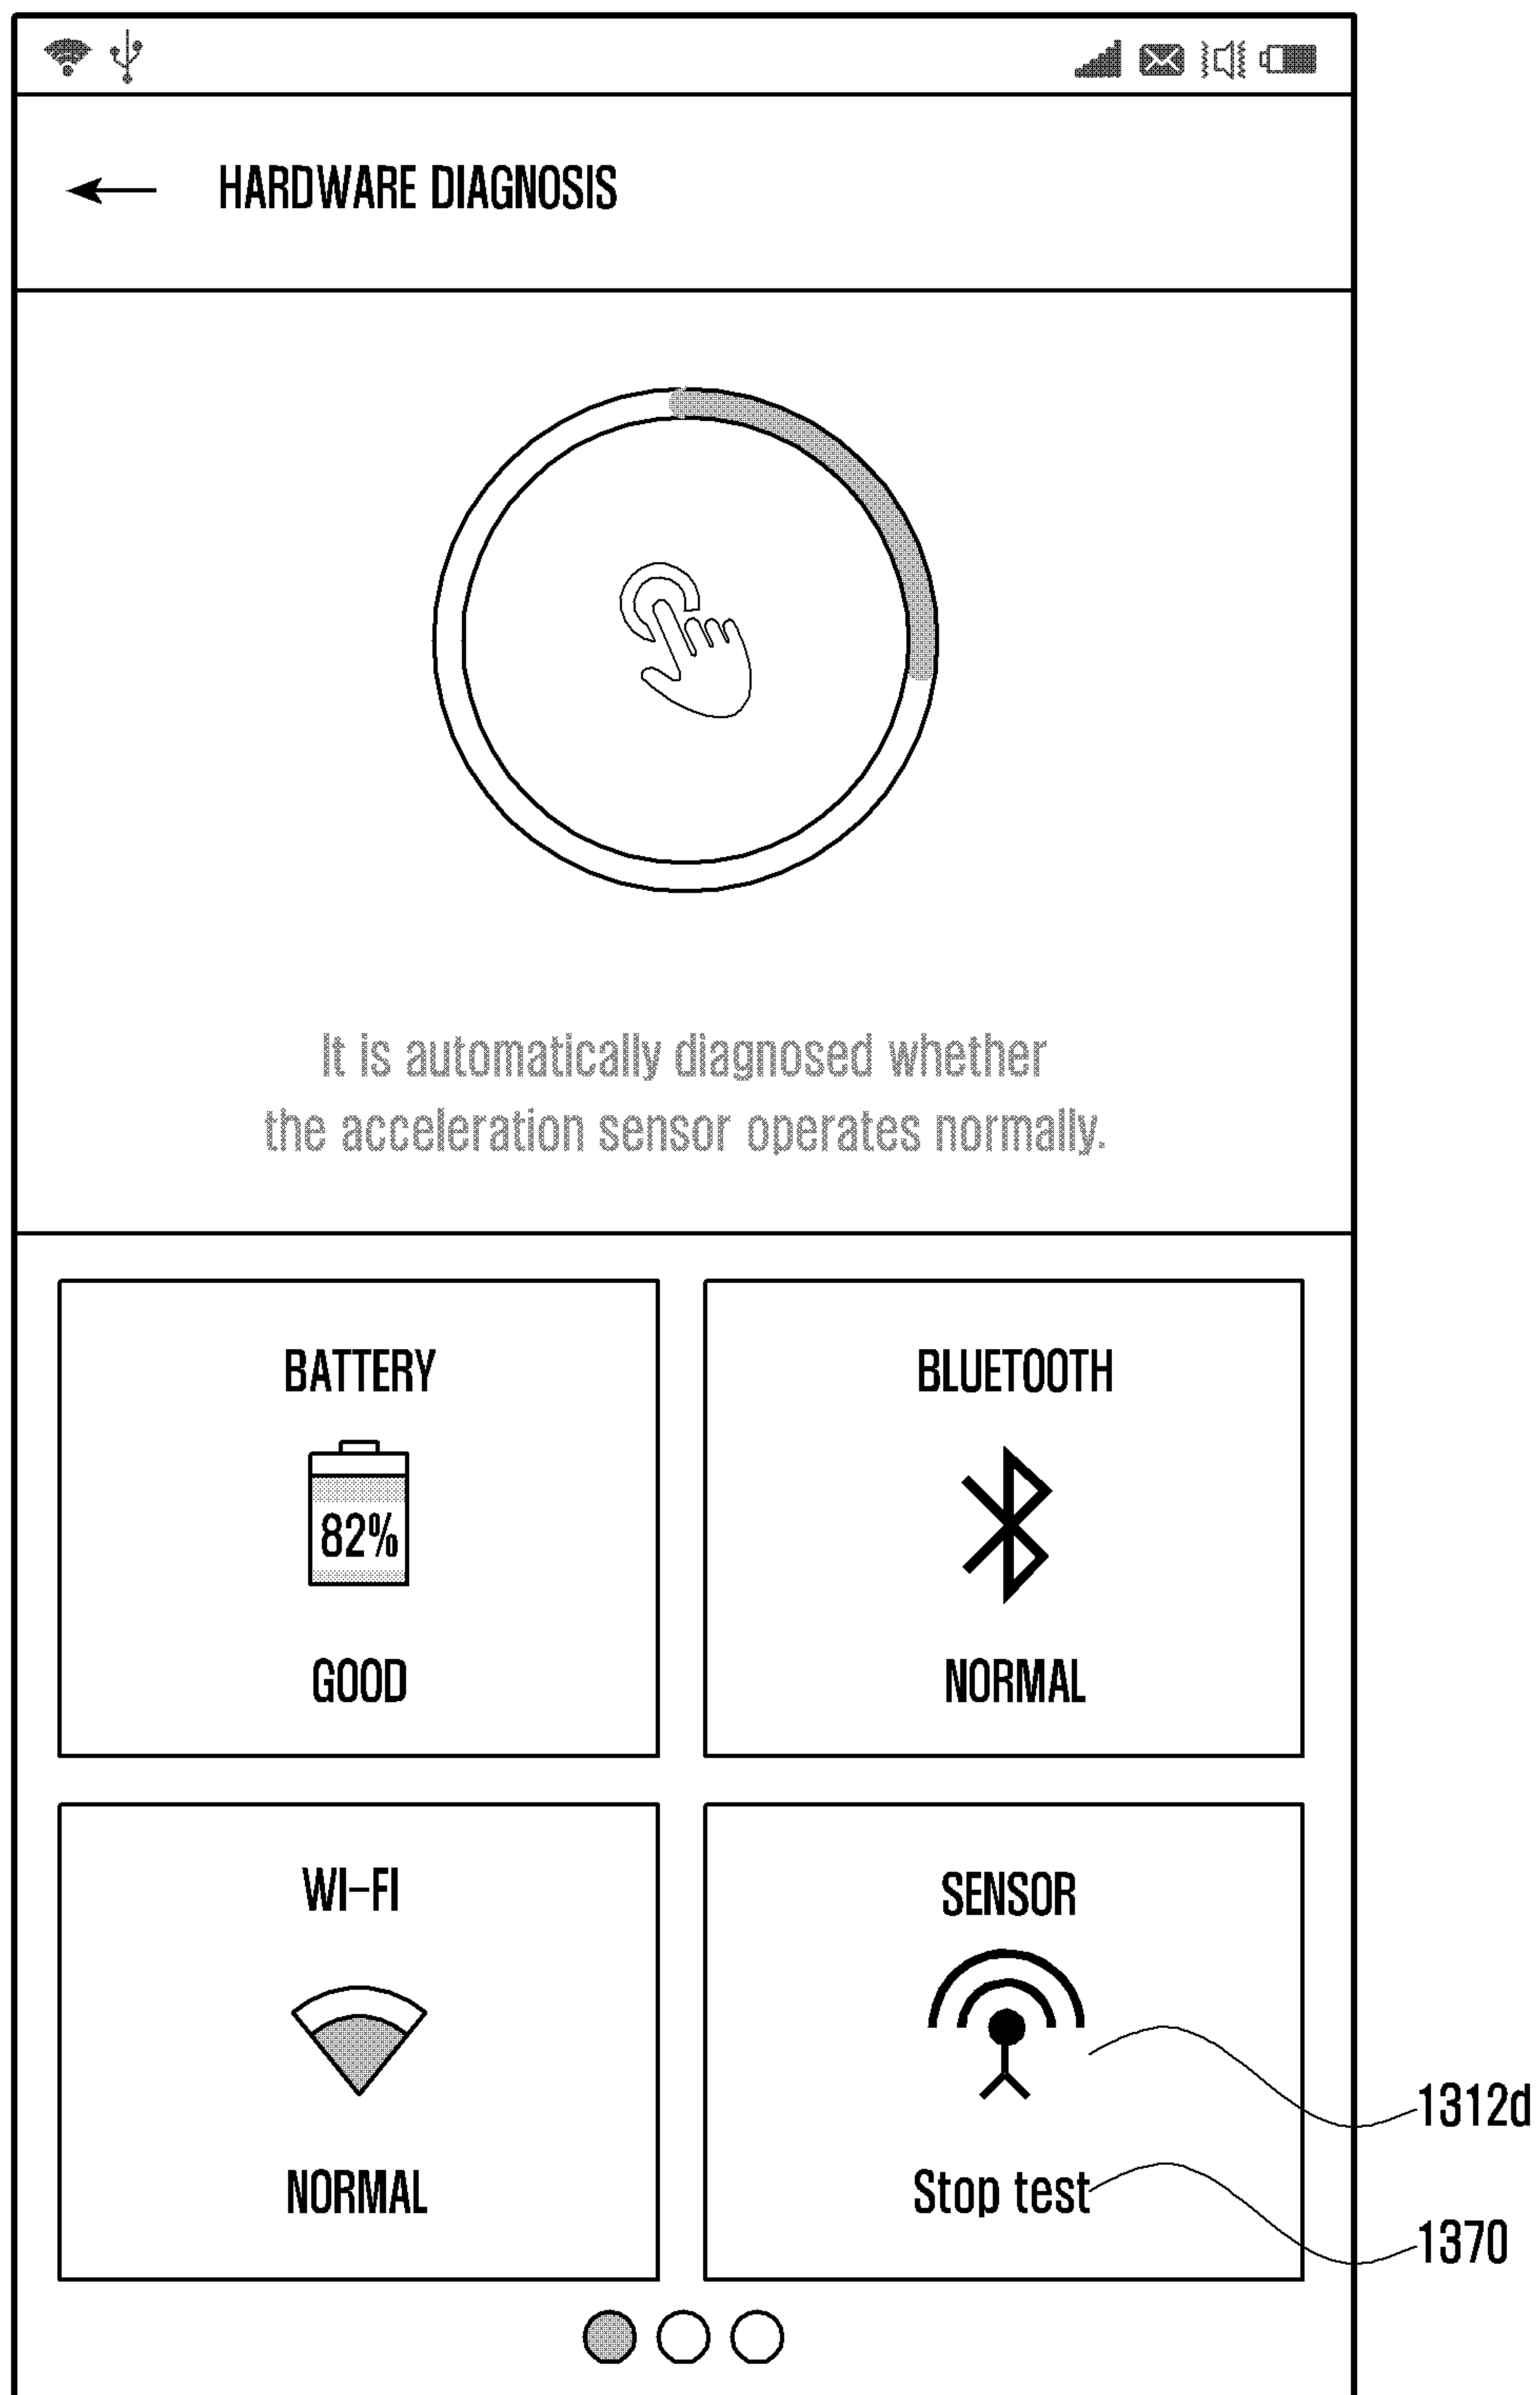 HARDWARE DIAGNOSIS
It is automatically diagnosed whether
the acceleration sensor operates normally.
BATTERY
82%
GOOD
BLUETOOTH
NORMAL
WI-FI
NORMAL
SENSOR
Stop test
1312d
1370